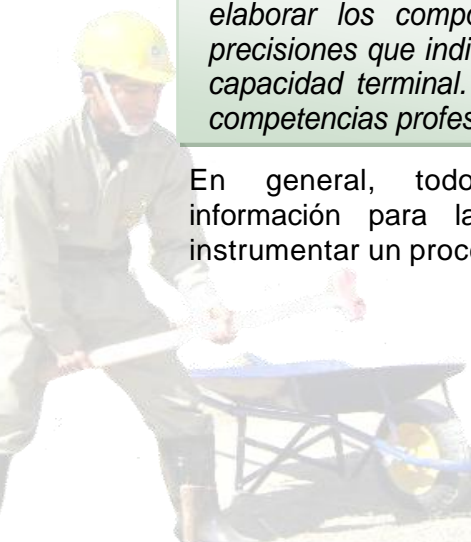 elaborar los compo
precisiones que indi
capacidad terminal.
competencias profes
En general, todo
información para la
instrumentar un proce